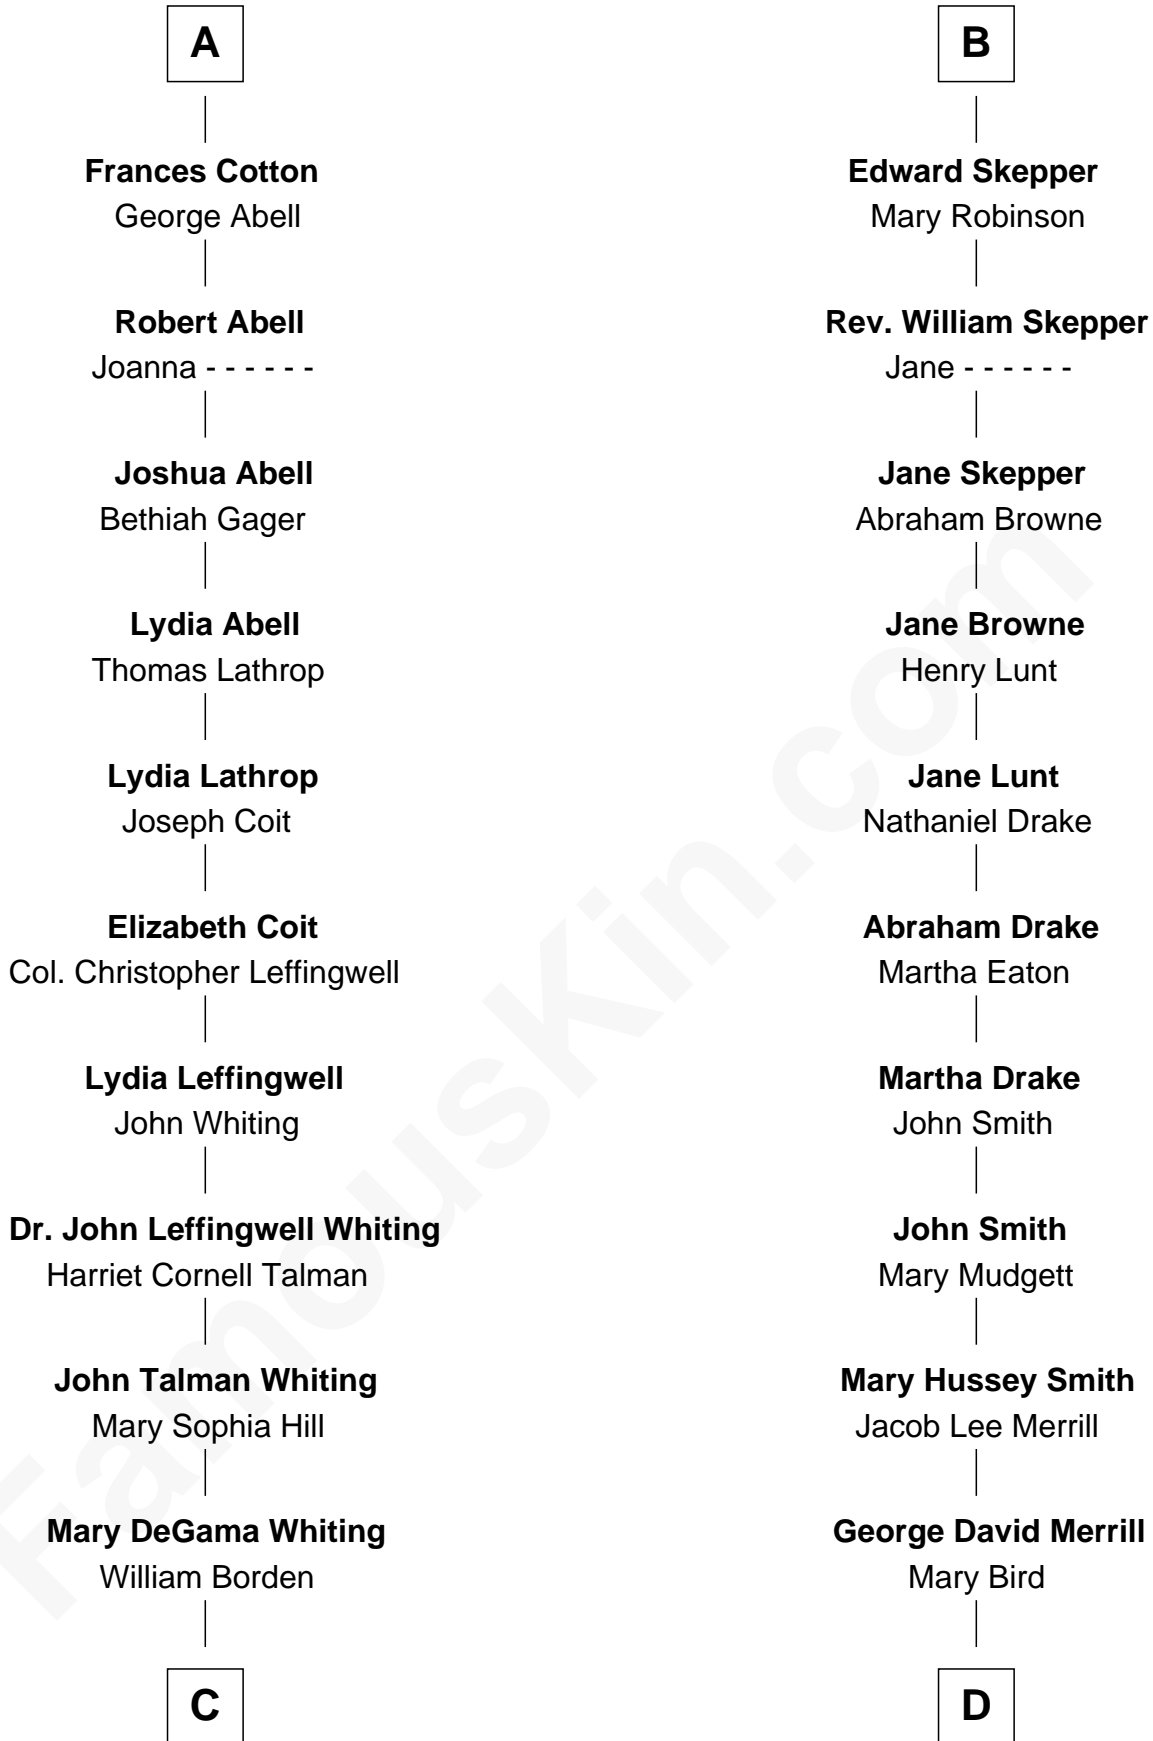 A
Frances Cotton
George Abell
Robert Abell
Joanna - - - - - -
Joshua Abell
Bethiah Gager
Lydia Abell
Thomas Lathrop
Lydia Lathrop
Joseph Coit
Elizabeth Coit
Col. Christopher Leffingwell
Lydia Leffingwell
John Whiting
Dr. John Leffingwell Whiting
Harriet Cornell Talman
John Talman Whiting
Mary Sophia Hill
Mary DeGama Whiting
William Borden
C
B
Edward Skepper
Mary Robinson
Rev. William Skepper
Jane - - - - - -
Jane Skepper
Abraham Browne
Jane Browne
Henry Lunt
Jane Lunt
Nathaniel Drake
Abraham Drake
Martha Eaton
Martha Drake
John Smith
John Smith
Mary Mudgett
Mary Hussey Smith
Jacob Lee Merrill
George David Merrill
Mary Bird
D
FamousKin.com